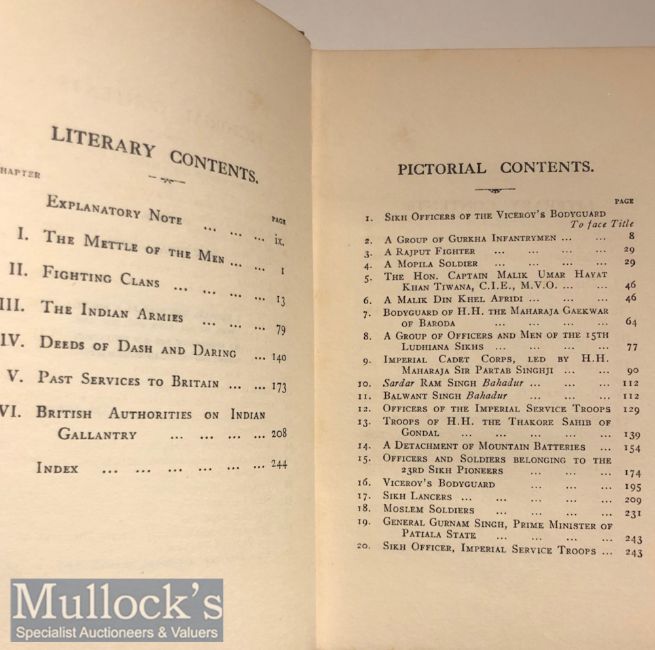 LITERARY CONTENTS.
HAPTER
PAGE
EXPLANATORY NOTE ... ... ... ix.
I. THE METTLE OF THE MEN ... ... 1
II. FIGHTING CLANS ... ... ... ... 13
III. THE INDIAN ARMIES ... ... ... 79
IV. DEEDS OF DASH AND DARING ... 140
V. PAST SERVICES TO BRITAIN ... ... 173
VI. BRITISH AUTHORITIES ON INDIAN
GALLANTRY ... ... ... 208
INDEX ... ... ... ... ... ... 244
PICTORIAL CONTENTS.
PAGE
1. SIKH OFFICERS OF THE VICEROY'S BODYGUARD
To face Title
2. A GROUP OF GURKHA INFANTRYMEN ... ... 8
3. A RAJPUT FIGHTER ... ... ... ... 29
4. A MOPILA SOLDIER ... ... ... ... 29
5. THE HON. CAPTAIN MALIK UMAR HAYAT
KHAN TIWANA, C.I.E., M.V.O. ... ... 46
6. A MALIK DIN KHEL AFRIDI ... ... ... 46
7. BODYGUARD OF H.H. THE MAHARAJA GAEKWAR
OF BARODA ... ... ... ... 64
8. A GROUP OF OFFICERS AND MEN OF THE 15TH
LUDHIANA SIKHS ... ... ... ... 77
9. IMPERIAL CADET CORPS, LED BY H.H.
MAHARAJA SIR PARTAB SINGHJI ... ... 90
10. Sardar RAM SINGH Bahadur ... ... ... 112
11. BALWANT SINGH Bahadur ... ... ... 112
12. OFFICERS OF THE IMPERIAL SERVICE TROOPS 129
13. TROOPS OF H.H. THE THAKORE SAHIB OF
GONDAL ... ... ... ... ... 139
14. A DETACHMENT OF MOUNTAIN BATTERIES ... 154
15. OFFICERS AND SOLDIERS BELONGING TO THE
23RD SIKH PIONEERS ... ... ... 174
16. VICEROY'S BODYGUARD ... ... ... 195
17. SIKH LANCERS ... ... ... ... ... 209
18. MOSLEM SOLDIERS ... ... ... ... 231
19. GENERAL GURNAM SINGH, PRIME MINISTER OF
PATIALA STATE ... ... ... ... 243
20. SIKH OFFICER, IMPERIAL SERVICE TROOPS ... 243
Mullock's
Specialist Auctioneers & Valuers